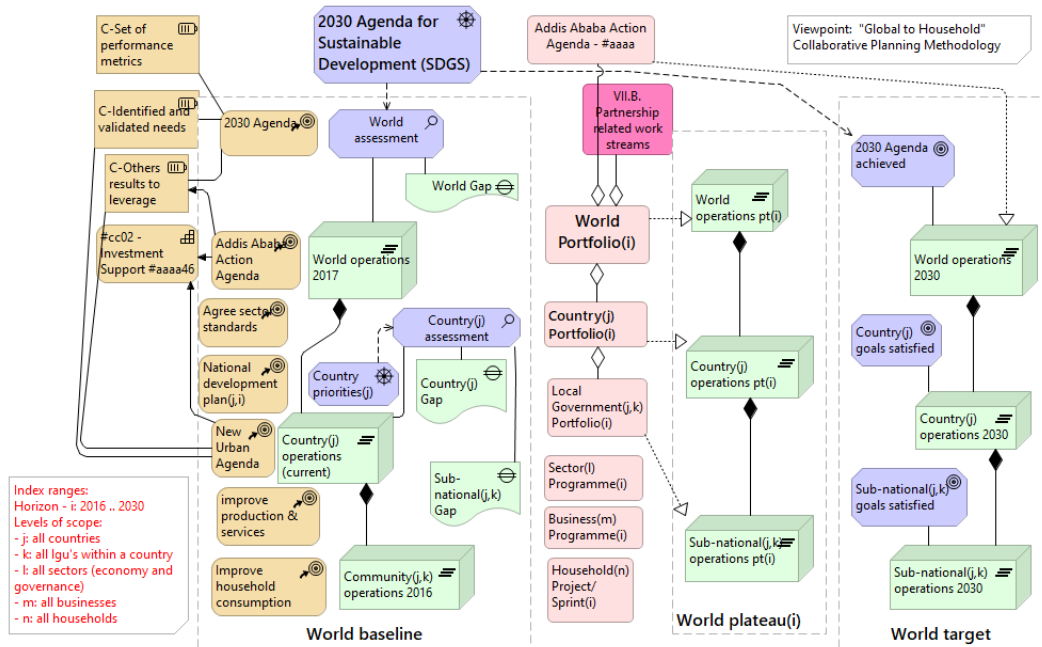 C-Set of
performance
metrics
2030 Agenda for
Sustainable
Development (SDGS)
Addis Ababa Action
Agenda - #aaaa
Viewpoint:  "Global to Household"
Collaborative Planning Methodology
C-Identified and
validated needs
2030 Agenda
World
assessment
VII.B.
Partnership
related work
streams
2030 Agenda
achieved
C-Others
results to
leverage
World Gap
World
operations pt(i)
World
Portfolio(i)
#cc02 -
Investment
Support #aaaa46
Addis Ababa
Action
Agenda
World operations
2017
World operations
2030
Agree sector
standards
Country(j)
assessment
Country(j)
Portfolio(i)
Country(j)
goals satisfied
National
development
plan(j,i)
Country
priorities(j)
Country(j)
Gap
Country(j)
operations pt(i)
Local
Government(j,k)
Portfolio(i)
New
Urban
Agenda
Country(j)
operations
(current)
Country(j)
operations 2030
Sub-
national(j,k)
Gap
Sector(l)
Programme(i)
Sub-national(j,k)
goals satisfied
Index ranges:
Horizon - i: 2016 .. 2030
Levels of scope:
- j: all countries
- k: all lgu's within a country
- l: all sectors (economy and
governance)
- m: all businesses
- n: all households
improve
production &
services
Business(m)
Programme(i)
Sub-national(j,k)
operations pt(i)
Improve
household
consumption
Community(j,k)
operations 2016
Household(n)
Project/
Sprint(i)
Sub-national(j,k)
operations 2030
World baseline
World plateau(i)
World target